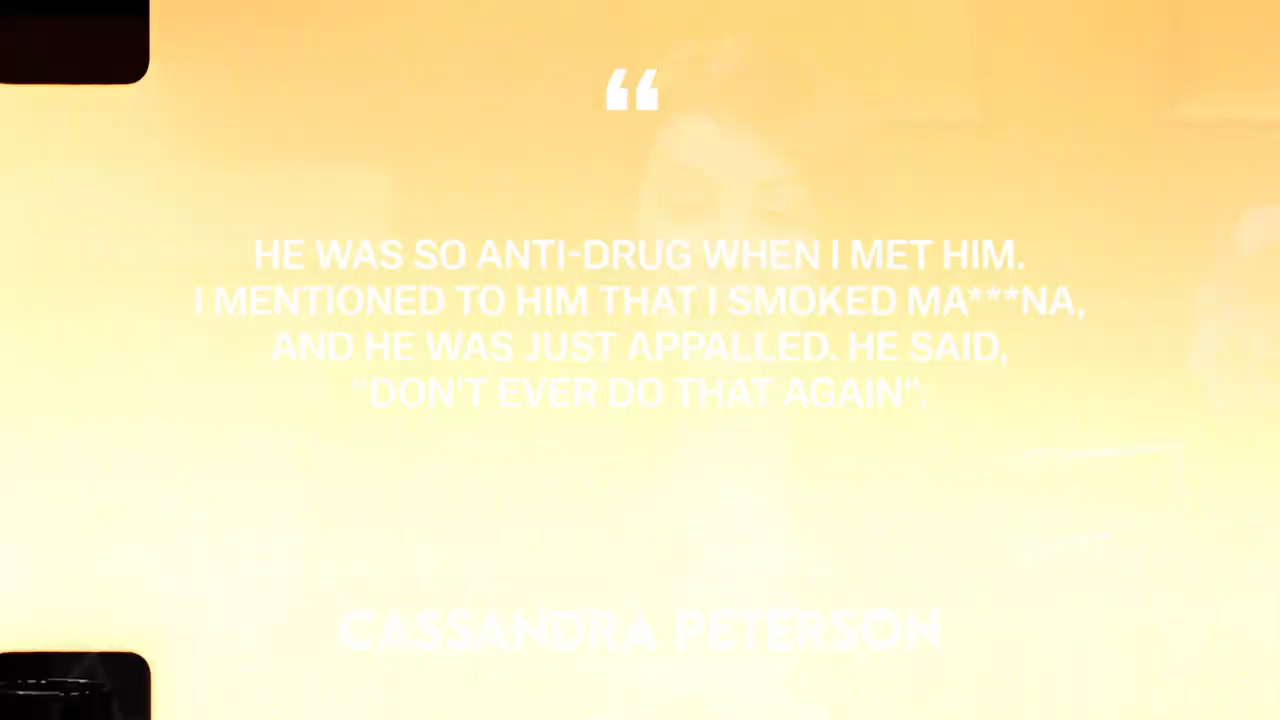 “
HE WAS SO ANTI-DRUG WHEN I MET HIM.
I MENTIONED TO HIM THAT I SMOKED MA***NA,
AND HE WAS JUST APPALLED. HE SAID,
"DON'T EVER DO THAT AGAIN".
CASSANDRA PETERSON